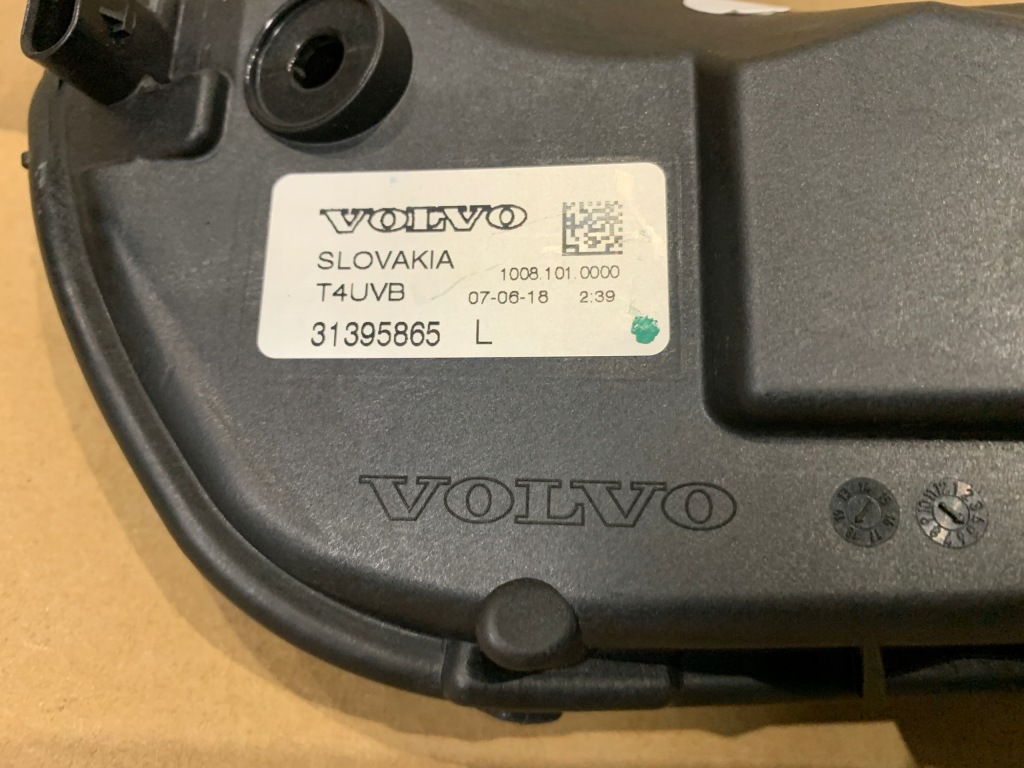 VOLVO
SLOVAKIA
1008.101.0000
T4UVB 07-06-18 2:39
31395865 L
VOLVO